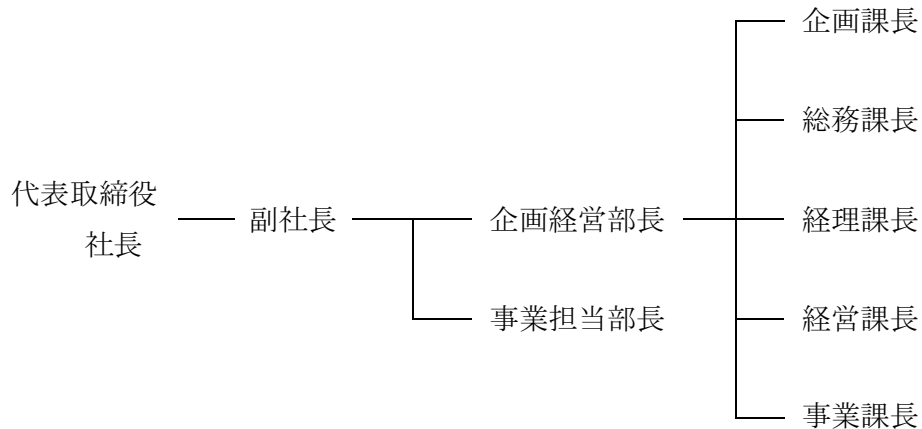 代表取締役
社長
副社長
企画経営部長
事業担当部長
企画課長
総務課長
経理課長
経営課長
事業課長